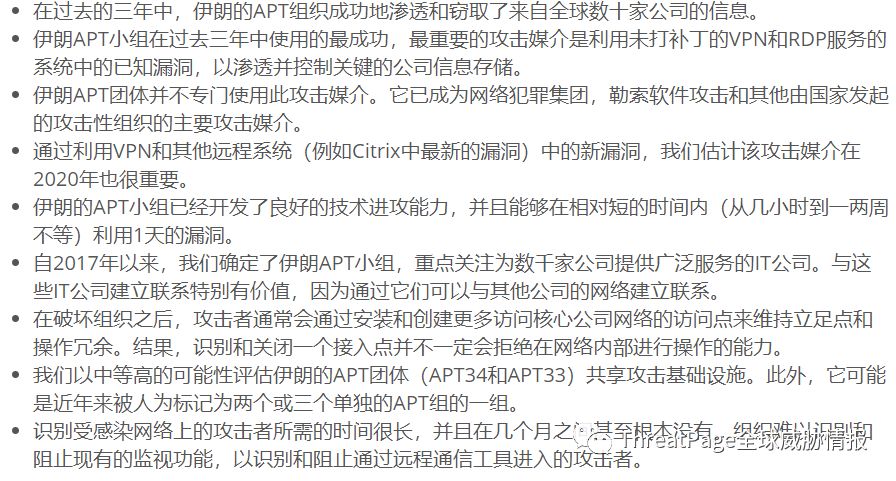 在过去的三年中，伊朗的APT组织成功地渗透和窃取了来自全球数十家公司的信息。
伊朗APT小组在过去三年中使用的最成功，最重要的攻击媒介是利用未打补丁的VPN和RDP服务的
系统中的已知漏洞，以渗透并控制关键的公司信息存储。
伊朗APT团体并不专门使用此攻击媒介。它已成为网络犯罪集团，勒索软件攻击和其他由国家发起
的攻击性组织的主要攻击媒介。
通过利用VPN和其他远程系统（例如Citrix中最新的漏洞）中的新漏洞，我们估计该攻击媒介在
2020年也很重要。
伊朗的APT小组已经开发了良好的技术进攻能力，并且能够在相对短的时间内（从几小时到一两周
不等）利用1天的漏洞。
自2017年以来，我们确定了伊朗APT小组，重点关注为数千家公司提供广泛服务的IT公司。与这
些IT公司建立联系特别有价值，因为通过它们可以与其他公司的网络建立联系。
在破坏组织之后，攻击者通常会通过安装和创建更多访问核心公司网络的访问点来维持立足点和
操作冗余。结果，识别和关闭一个接入点并不一定会拒绝在网络内部进行操作的能力。
我们以中等高的可能性评估伊朗的APT团体（APT34和APT33）共享攻击基础设施。此外，它可能
是近年来被人为标记为两个或三个单独的APT组的一组。
识别受感染网络上的攻击者所需的时间很长，并且在几个月之 甚至根本没有。组织难以识别和
阻止现有的监视功能，以识别和阻止通过远程通信工具进入的攻击者。
ThreatPage全球威胁情报